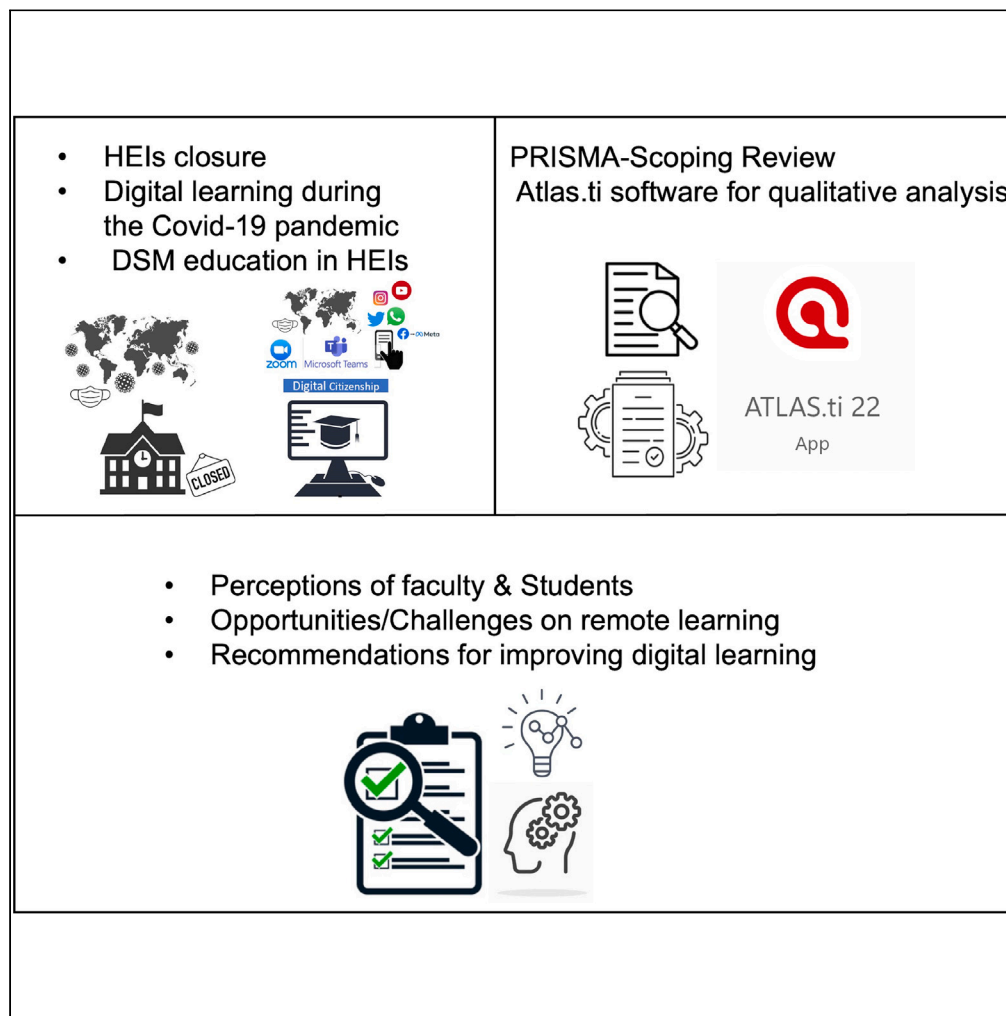 • HEIs closure
• Digital learning during
the Covid-19 pandemic
• DSM education in HEIs
Meta
zoom
Microsoft Teams
Digital Citizenship
CLOSED
PRISMA-Scoping Review
Atlas.ti software for qualitative analysis
ATLAS.ti 22
App
• Perceptions of faculty & Students
• Opportunities/Challenges on remote learning
• Recommendations for improving digital learning